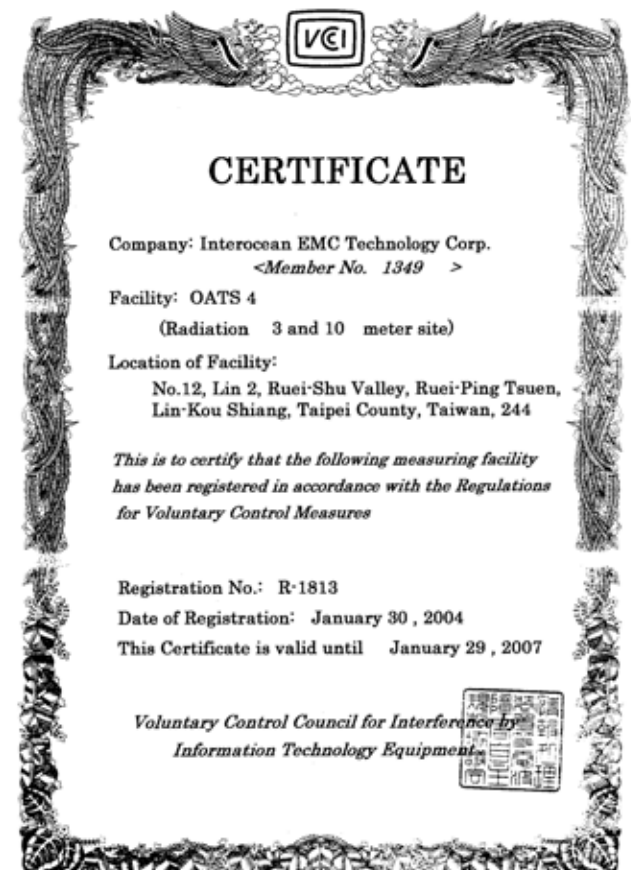 VCCI
CERTIFICATE
Company: Interocean EMC Technology Corp.
<Member No. 1349 >
Facility: OATS 4
(Radiation 3 and 10 meter site)
Location of Facility:
No.12, Lin 2, Ruei-Shu Valley, Ruei-Ping Tsuen,
Lin-Kou Shiang, Taipei County, Taiwan, 244
This is to certify that the following measuring facility
has been registered in accordance with the Regulations
for Voluntary Control Measures
Registration No.: R-1813
Date of Registration: January 30 , 2004
This Certificate is valid until January 29 , 2007
Voluntary Control Council for Interference by
Information Technology Equipment